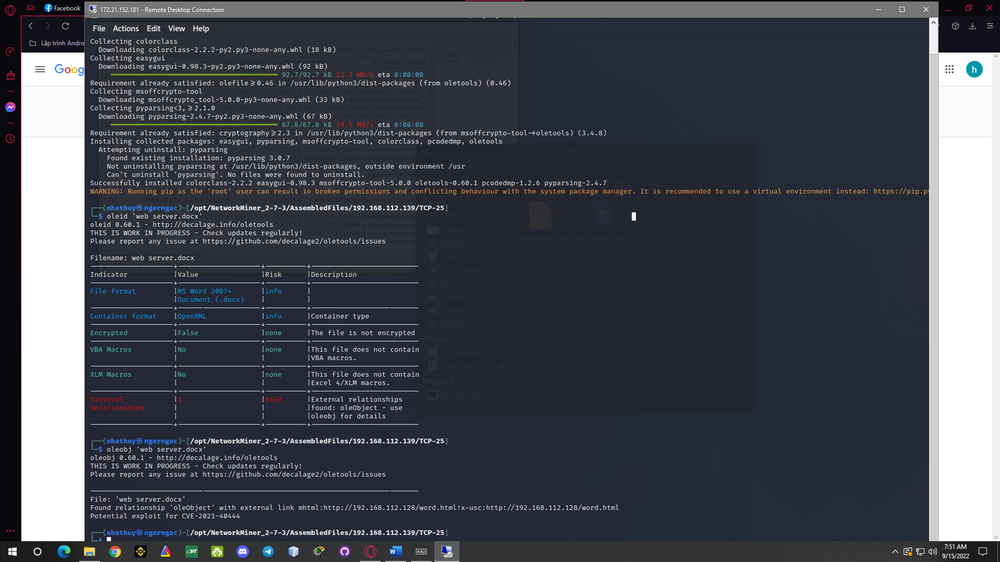 Facebook
172.31.152.181 - Remote Desktop Connection
Lập trình Andro
Goog
h
File Actions Edit View Help
Collecting colorclass
Downloading colorclass-2.2.2-py2.py3-none-any.whl (18 kB)
Collecting easygui
Downloading easygui-0.98.3-py2.py3-none-any.whl (92 kB)
92.7/92.7 kB 21.7 MB/s eta 0:00:00
Requirement already satisfied: olefile≥0.46 in /usr/lib/python3/dist-packages (from oletools) (0.46)
Collecting msoffcrypto-tool
Downloading msoffcrypto_tool-5.0.0-py3-none-any.whl (33 kB)
Collecting pyparsing<3,≥2.1.0
Downloading pyparsing-2.4.7-py2.py3-none-any.whl (67 kB)
67.8/67.8 kB 19.5 MB/s eta 0:00:00
Requirement already satisfied: cryptography≥2.3 in /usr/lib/python3/dist-packages (from msoffcrypto-tool→oletools) (3.4.8)
Installing collected packages: easygui, pyparsing, msoffcrypto-tool, colorclass, pcodedmp, oletools
Attempting uninstall: pyparsing
Found existing installation: pyparsing 3.0.7
Not uninstalling pyparsing at /usr/lib/python3/dist-packages, outside environment /usr
Can't uninstall 'pyparsing'. No files were found to uninstall.
Successfully installed colorclass-2.2.2 easygui-0.98.3 msoffcrypto-tool-5.0.0 oletools-0.60.1 pcodedmp-1.2.6 pyparsing-2.4.7
WARNING: Running pip as the 'root' user can result in broken permissions and conflicting behaviour with the system package manager. It is recommended to use a virtual environment instead: https://pip.py
(nhathuy㉿ngerngac)-[/opt/NetworkMiner_2-7-3/AssembledFiles/192.168.112.139/TCP-25]
$ oleid 'web server.docx'
oleid 0.60.1 - http://decalage.info/oletools
THIS IS WORK IN PROGRESS - Check updates regularly!
Please report any issue at https://github.com/decalage2/oletools/issues
Filename: web server.docx
Indicator |Value |Risk |Description
File format |MS Word 2007+ |info |
|Document (.docx) | |
Container format |OpenXML |info |Container type
Encrypted |False |none |The file is not encrypted
VBA Macros |No |none |This file does not contain
| | |VBA macros.
XLM Macros |No |none |This file does not contain
| | |Excel 4/XLM macros.
External |1 |HIGH |External relationships
Relationships | | |found: oleObject - use
| | |oleobj for details
(nhathuy㉿ngerngac)-[/opt/NetworkMiner_2-7-3/AssembledFiles/192.168.112.139/TCP-25]
$ oleobj 'web server.docx'
oleobj 0.60.1 - http://decalage.info/oletools
THIS IS WORK IN PROGRESS - Check updates regularly!
Please report any issue at https://github.com/decalage2/oletools/issues
File: 'web server.docx'
Found relationship 'oleObject' with external link mhtml:http://192.168.112.128/word.html!x-usc:http://192.168.112.128/word.html
Potential exploit for CVE-2021-40444
(nhathuy㉿ngerngac)-[/opt/NetworkMiner_2-7-3/AssembledFiles/192.168.112.139/TCP-25]
$
TCP-25
Places
Computer
nhathuy
Desktop
Trash
Documents
Music
Pictures
Videos
Downloads
Devices
File System
Network
Browse Network
web server.docx
KALI
7:51 AM
9/15/2022